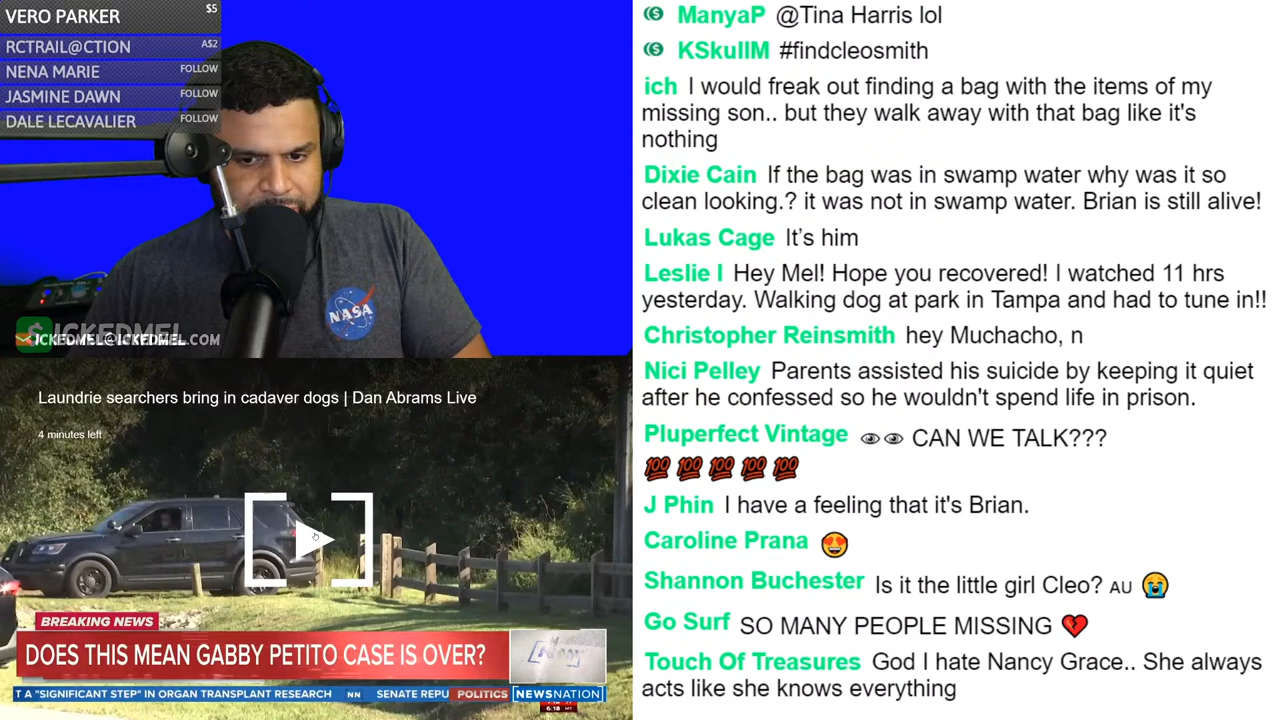 VERO PARKER $5
RCTRAIL@CTION A$2
NENA MARIE FOLLOW
JASMINE DAWN FOLLOW
DALE LECAVALIER FOLLOW
NASA
ICKEDMEL@ICKEDMEL.COM
Laundrie searchers bring in cadaver dogs | Dan Abrams Live
4 minutes left
BREAKING NEWS
DOES THIS MEAN GABBY PETITO CASE IS OVER?
T A "SIGNIFICANT STEP" IN ORGAN TRANSPLANT RESEARCH NN SENATE REPU POLITICS NEWSNATION
6:18 MT
ManyaP @Tina Harris lol
KSkullM #findcleosmith
ich I would freak out finding a bag with the items of my
missing son.. but they walk away with that bag like it's
nothing
Dixie Cain If the bag was in swamp water why was it so
clean looking.? it was not in swamp water. Brian is still alive!
Lukas Cage It’s him
Leslie I Hey Mel! Hope you recovered! I watched 11 hrs
yesterday. Walking dog at park in Tampa and had to tune in!!
Christopher Reinsmith hey Muchacho, n
Nici Pelley Parents assisted his suicide by keeping it quiet
after he confessed so he wouldn't spend life in prison.
Pluperfect Vintage 👀 CAN WE TALK???
💯 💯 💯 💯 💯
J Phin I have a feeling that it's Brian.
Caroline Prana 😍
Shannon Buchester Is it the little girl Cleo? AU 😭
Go Surf SO MANY PEOPLE MISSING 💔
Touch Of Treasures God I hate Nancy Grace.. She always
acts like she knows everything